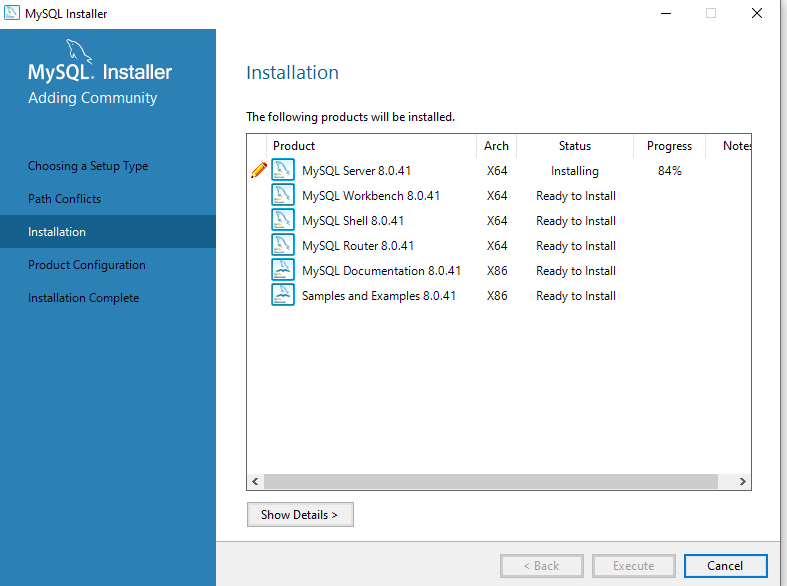 MySQL Installer
MySQL. Installer
Adding Community
Choosing a Setup Type
Path Conflicts
Installation
Product Configuration
Installation Complete
Installation
The following products will be installed.
Product Arch Status Progress Notes
MySQL Server 8.0.41 X64 Installing 84%
MySQL Workbench 8.0.41 X64 Ready to Install
MySQL Shell 8.0.41 X64 Ready to Install
MySQL Router 8.0.41 X64 Ready to Install
MySQL Documentation 8.0.41 X86 Ready to Install
Samples and Examples 8.0.41 X86 Ready to Install
Show Details >
< Back Execute Cancel